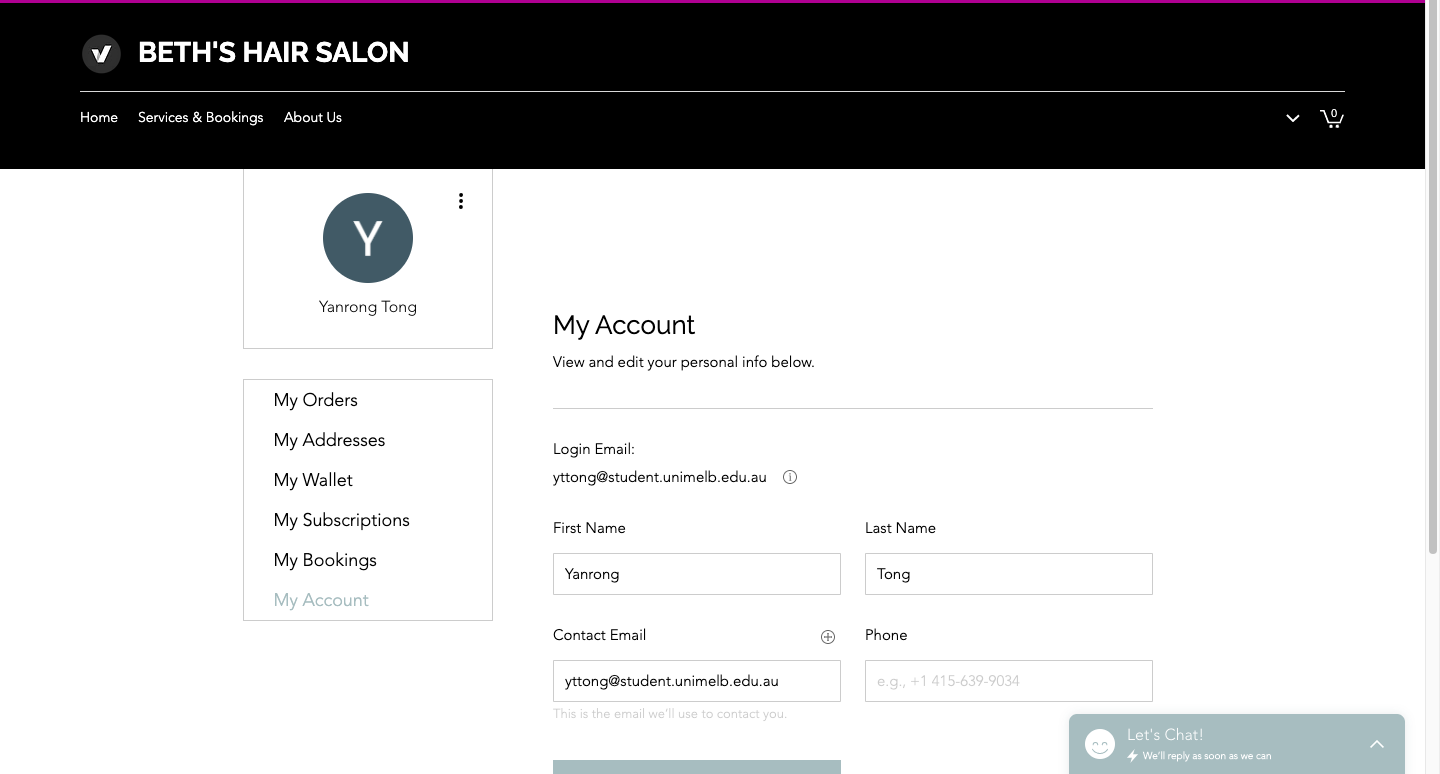 BETH'S HAIR SALON
Home Services & Bookings About Us
0
Y
Yanrong Tong
My Orders
My Addresses
My Wallet
My Subscriptions
My Bookings
My Account
My Account
View and edit your personal info below.
Login Email:
yttong@student.unimelb.edu.au
First Name Last Name
Yanrong Tong
Contact Email Phone
yttong@student.unimelb.edu.au e.g., +1 415-639-9034
This is the email we'll use to contact you.
Let's Chat!
We'll reply as soon as we can